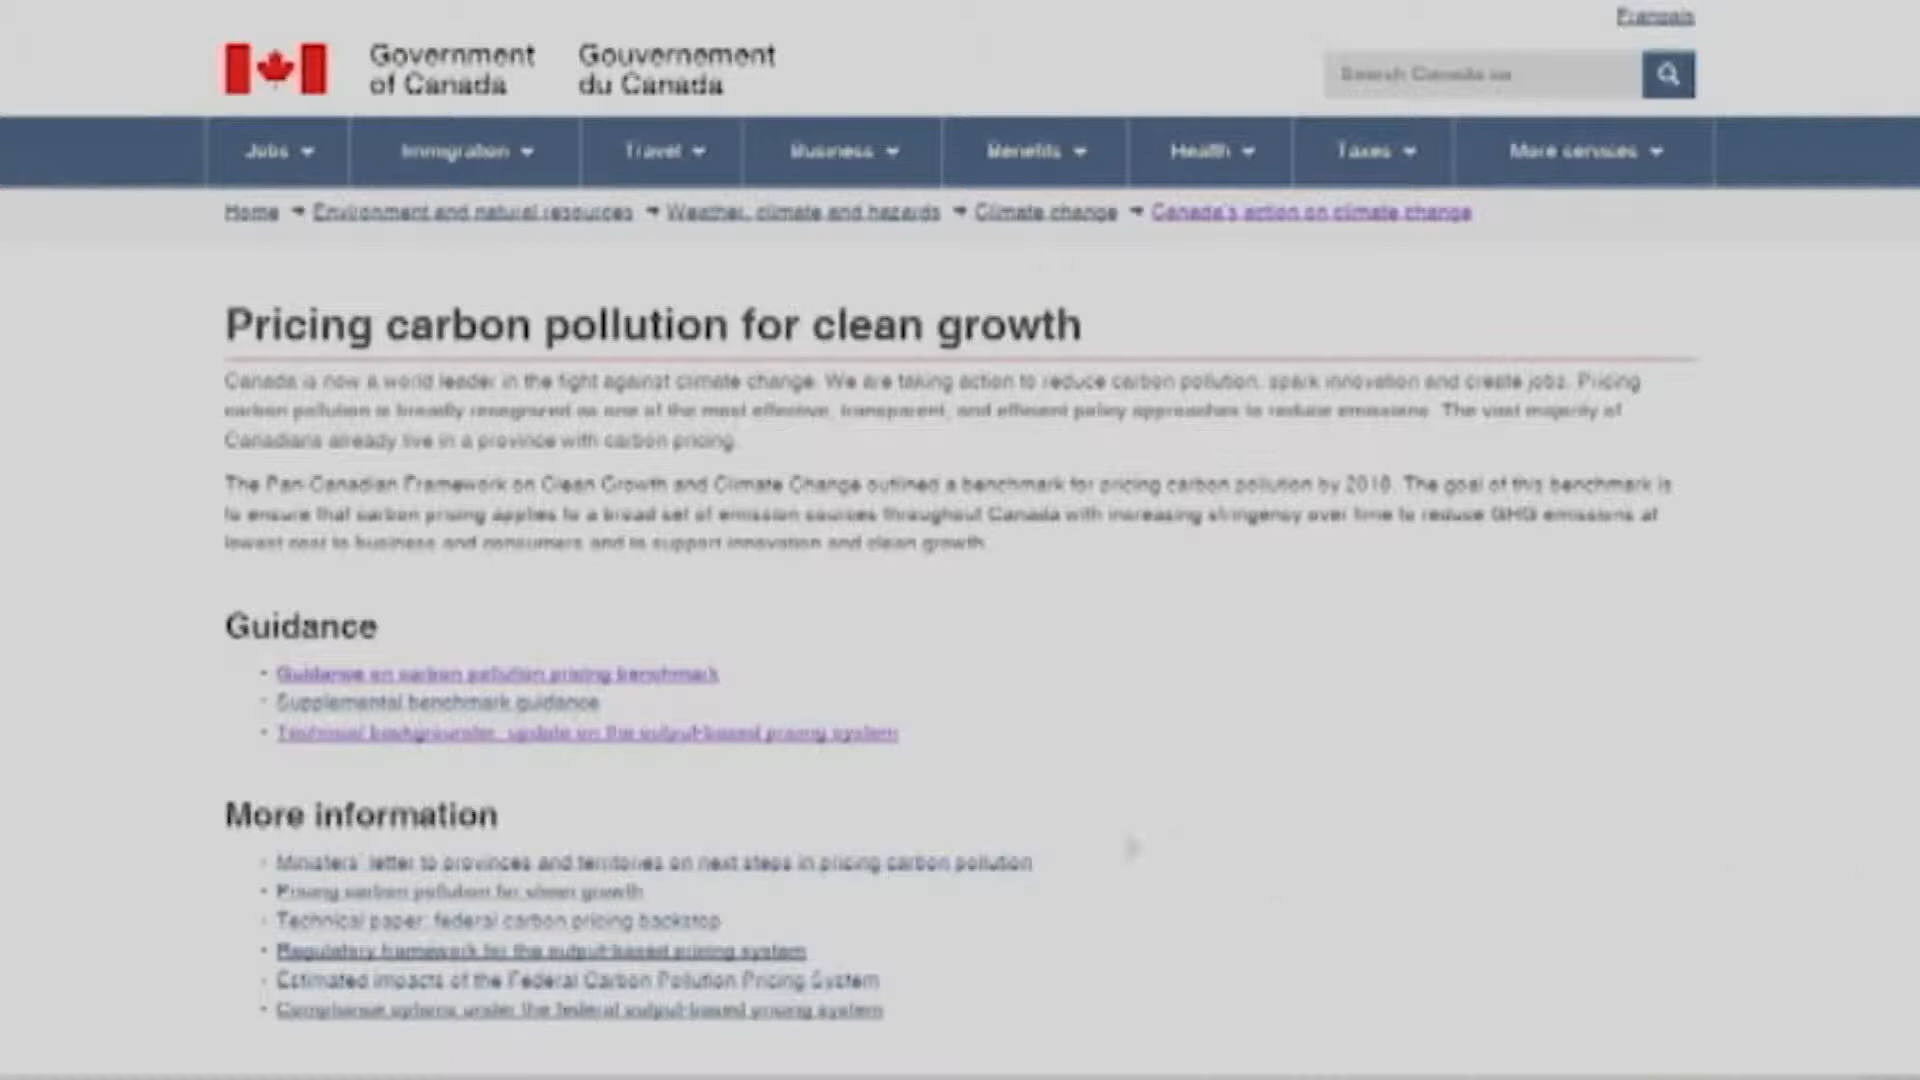 Français
Government of Canada
Gouvernement du Canada
Search Canada.ca
Jobs Immigration Travel Business Benefits Health Taxes More services
Home Environment and natural resources Weather, climate and hazards Climate change Canada's action on climate change
Pricing carbon pollution for clean growth
Canada is now a world leader in the fight against climate change. We are taking action to reduce carbon pollution, spark innovation and create jobs. Pricing
carbon pollution is broadly recognized as one of the most effective, transparent, and efficient policy approaches to reduce emissions. The vast majority of
Canadians already live in a province with carbon pricing.
The Pan-Canadian Framework on Clean Growth and Climate Change outlined a benchmark for pricing carbon pollution by 2018. The goal of this benchmark is
to ensure that carbon pricing applies to a broad set of emission sources throughout Canada with increasing stringency over time to reduce GHG emissions at
lowest cost to business and consumers and to support innovation and clean growth.
Guidance
• Guidance on carbon pollution pricing benchmark
• Supplemental benchmark guidance
• Technical backgrounder: update on the output-based pricing system
More information
• Ministers' letter to provinces and territories on next steps in pricing carbon pollution
• Pricing carbon pollution for clean growth
• Technical paper: federal carbon pricing backstop
• Regulatory framework for the output-based pricing system
• Estimated impacts of the Federal Carbon Pollution Pricing System
• Compliance options under the federal output-based pricing system